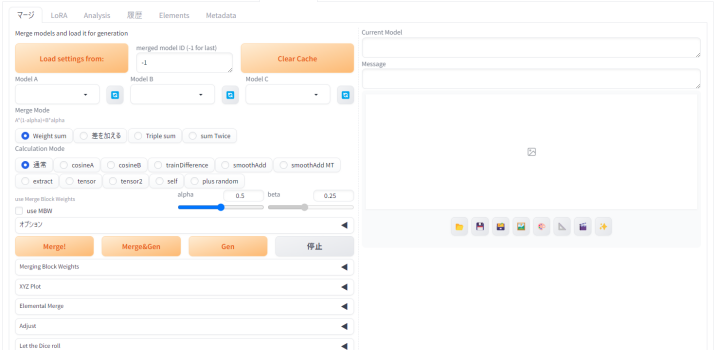 マージ LoRA Analysis 履歴 Elements Metadata
Merge models and load it for generation
Load settings from:
merged model ID (-1 for last)
-1
Clear Cache
Model A Model B Model C
Merge Mode
A*(1-alpha)+B*alpha
Weight sum 差を加える Triple sum sum Twice
Calculation Mode
通常 cosineA cosineB trainDifference smoothAdd smoothAdd MT
extract tensor tensor2 self plus random
use Merge Block Weights
use MBW
alpha 0.5 beta 0.25
オプション
Merge! Merge&Gen Gen 停止
Merging Block Weights
XYZ Plot
Elemental Merge
Adjust
Let the Dice roll
Current Model
Message